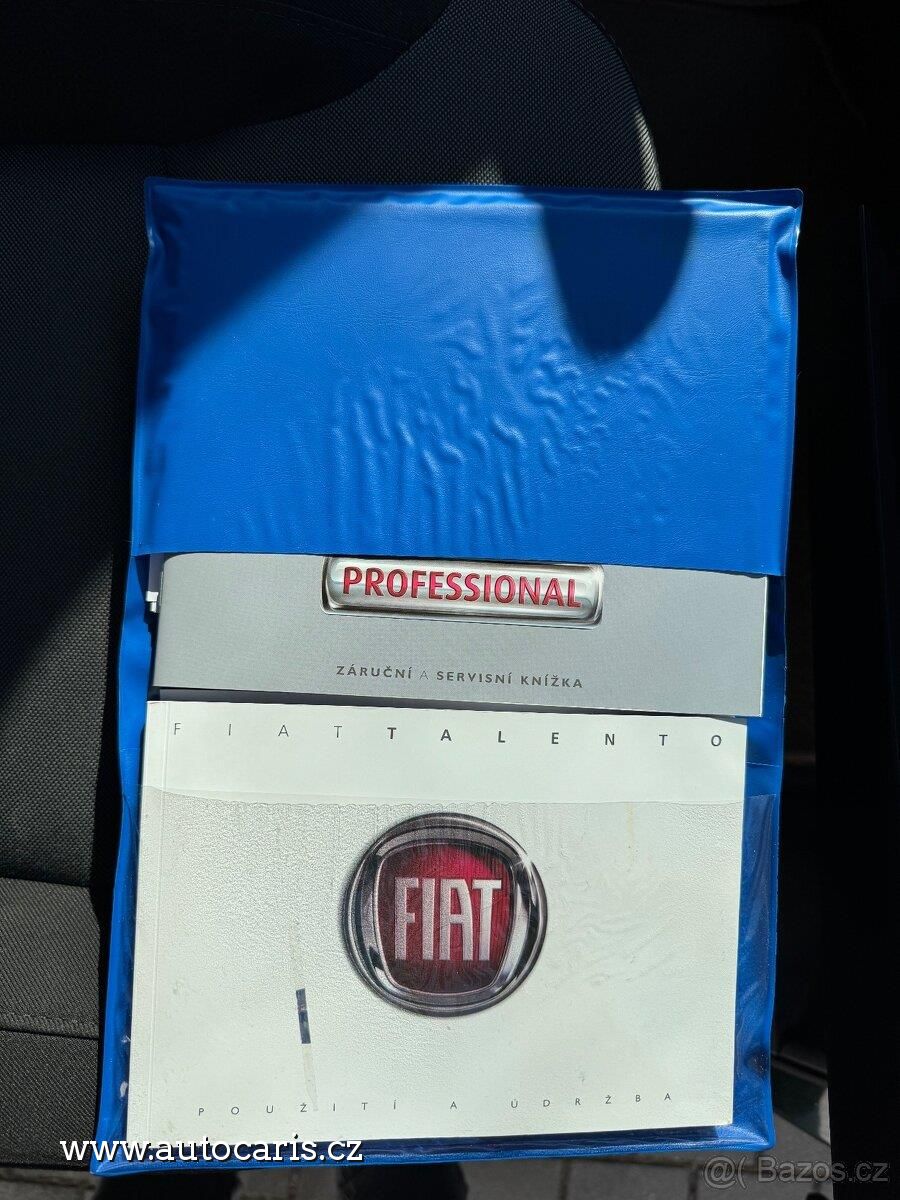 PROFESSIONAL
ZÁRUČNÍ A SERVISNÍ KNÍŽKA
FIAT TALENTO
FIAT
POUŽITÍ A ÚDRŽBA
www.autocaris.cz
@( Bazos.cz